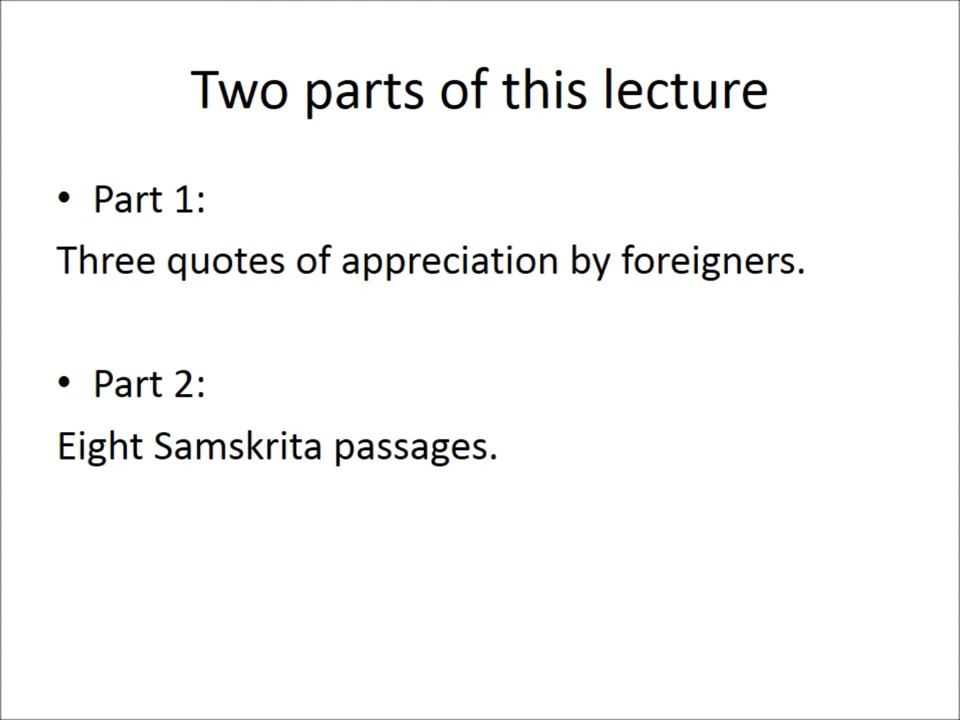 Two parts of this lecture
• Part 1:
Three quotes of appreciation by foreigners.
• Part 2:
Eight Samskrita passages.